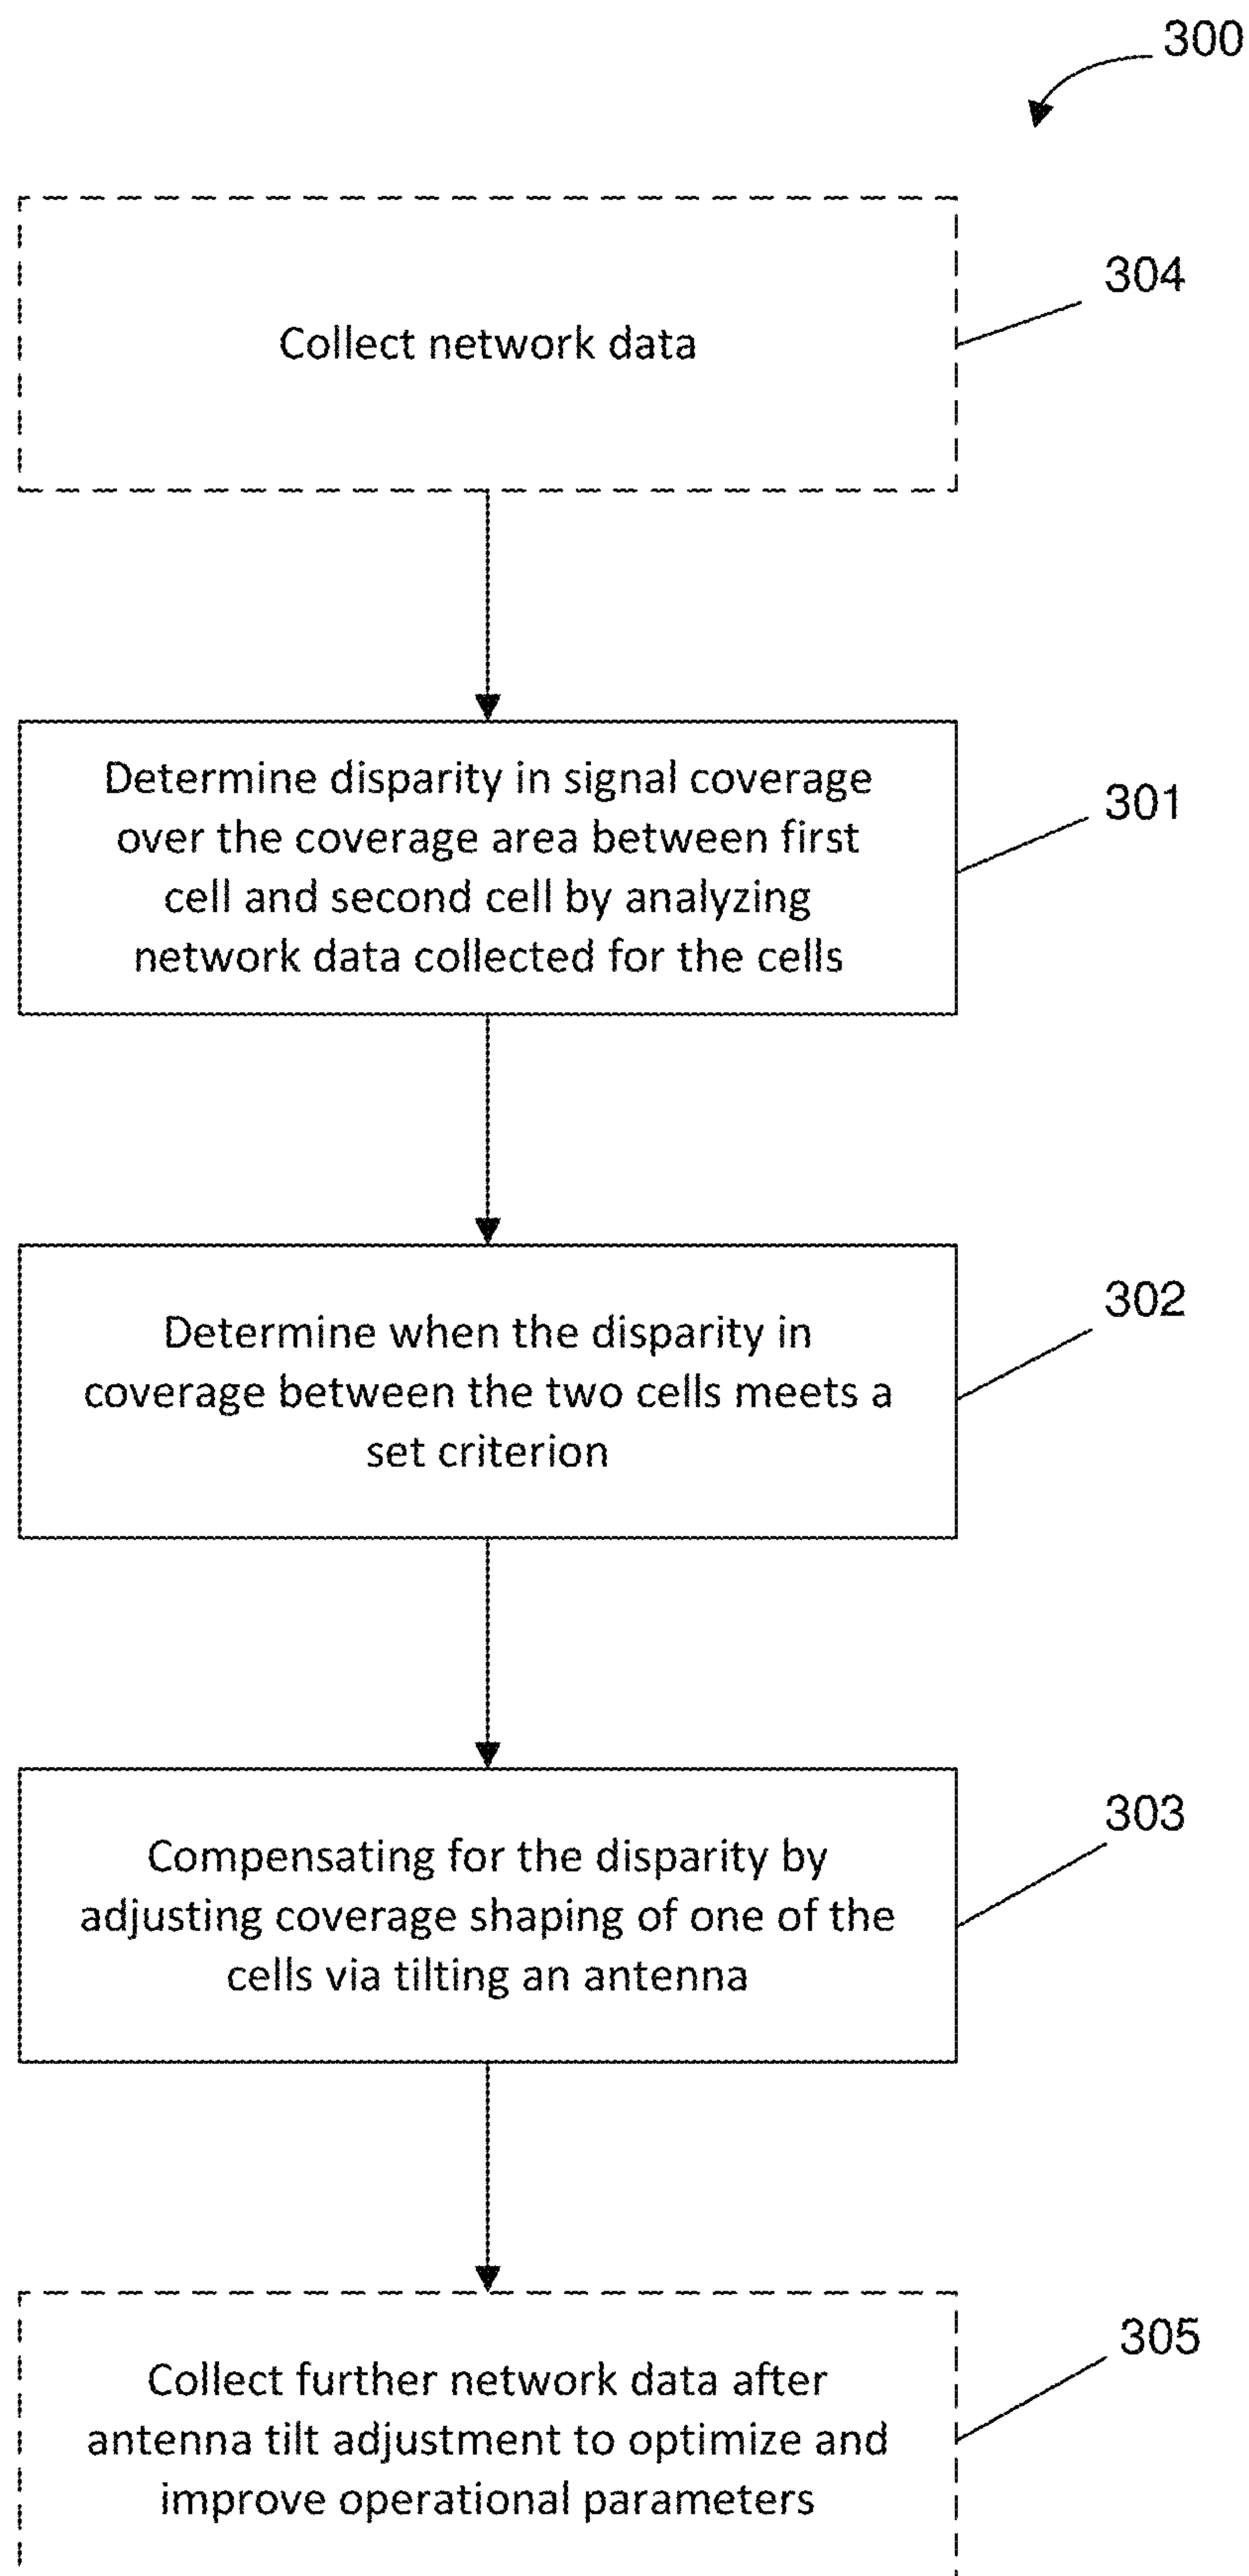 300
304
Collect network data
301
Determine disparity in signal coverage
over the coverage area between first
cell and second cell by analyzing
network data collected for the cells
302
Determine when the disparity in
coverage between the two cells meets a
set criterion
303
Compensating for the disparity by
adjusting coverage shaping of one of the
cells via tilting an antenna
305
Collect further network data after
antenna tilt adjustment to optimize and
improve operational parameters